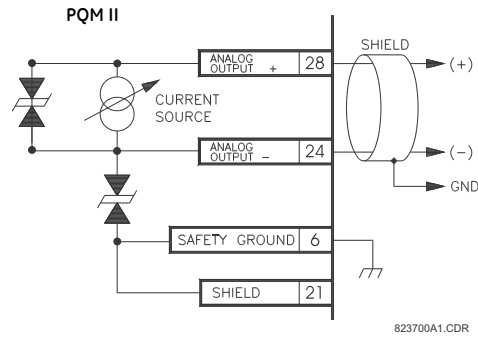 PQM II
SHIELD
ANALOG
OUTPUT + 28
(+)
CURRENT
SOURCE
ANALOG
OUTPUT - 24
(-)
GND
SAFETY GROUND 6
SHIELD 21
823700A1.CDR